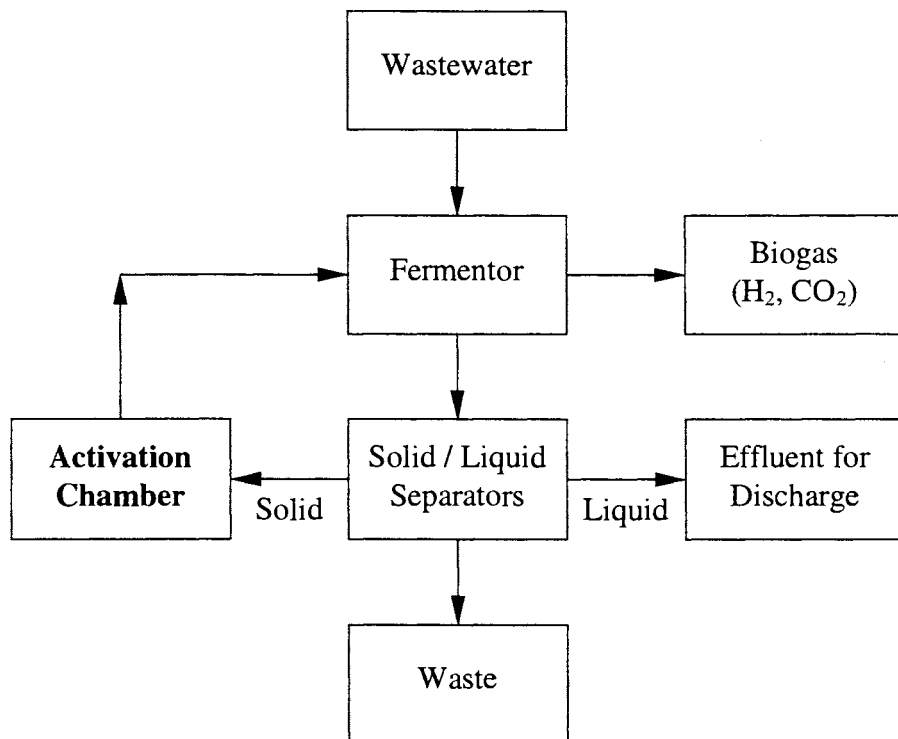 Wastewater
Fermentor
Biogas
(H₂, CO₂)
Activation
Chamber
Solid
Solid / Liquid
Separators
Liquid
Effluent for
Discharge
Waste